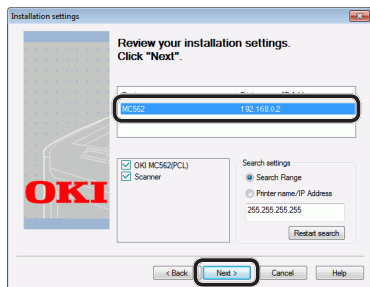 Installation settings
Review your installation settings.
Click "Next".
MC562 192.168.0.2
OKI MC562(PCL)
Scanner
Search settings
Search Range
Printer name/IP Address
255.255.255.255
Restart search
OKI
< Back Next > Cancel Help